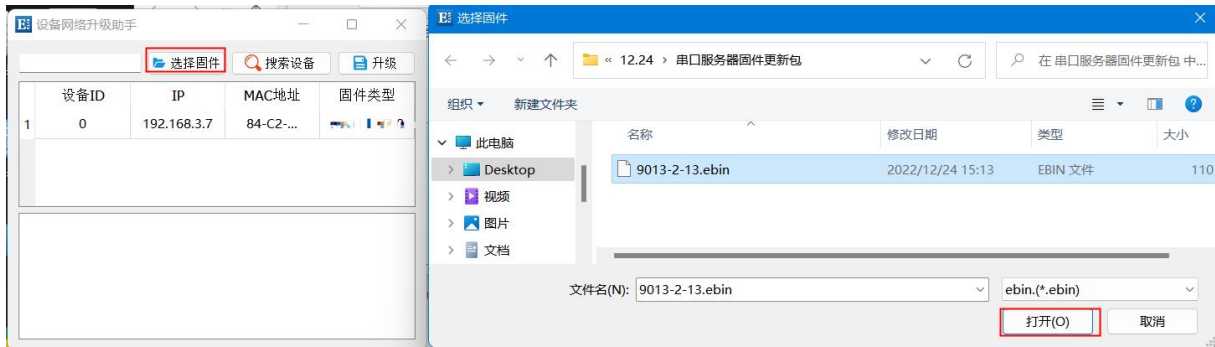 设备网络升级助手
选择固件
搜索设备
升级
设备ID IP MAC地址 固件类型
1 0 192.168.3.7 84-C2-...
选择固件
« 12.24 › 串口服务器固件更新包
在 串口服务器固件更新包 中...
组织 新建文件夹
此电脑
Desktop
视频
图片
文档
名称 修改日期 类型 大小
9013-2-13.ebin 2022/12/24 15:13 EBIN 文件 110
文件名(N): 9013-2-13.ebin ebin.(*.ebin)
打开(O) 取消